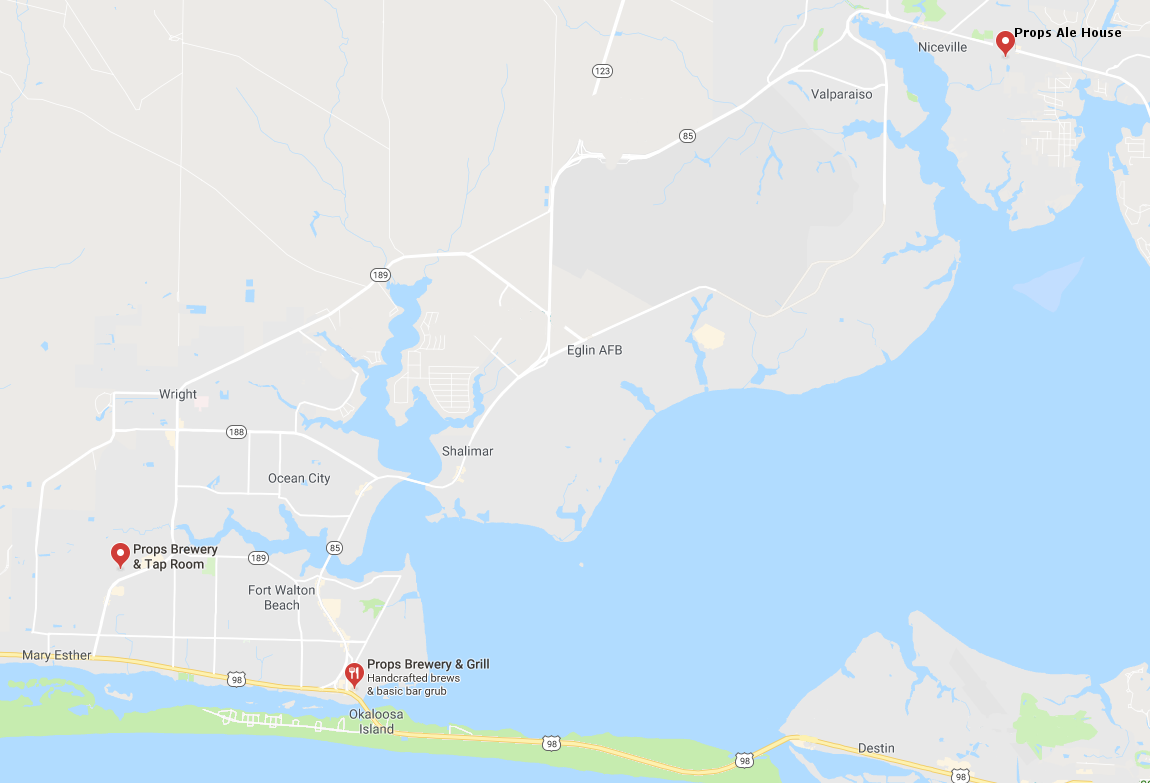 Props Ale House
Niceville
123
Valparaiso
85
189
Eglin AFB
Wright
188
Shalimar
Ocean City
Props Brewery
& Tap Room
189
85
Fort Walton
Beach
Mary Esther
Props Brewery & Grill
Handcrafted brews
& basic bar grub
98
Okaloosa
Island
98
98
Destin
98